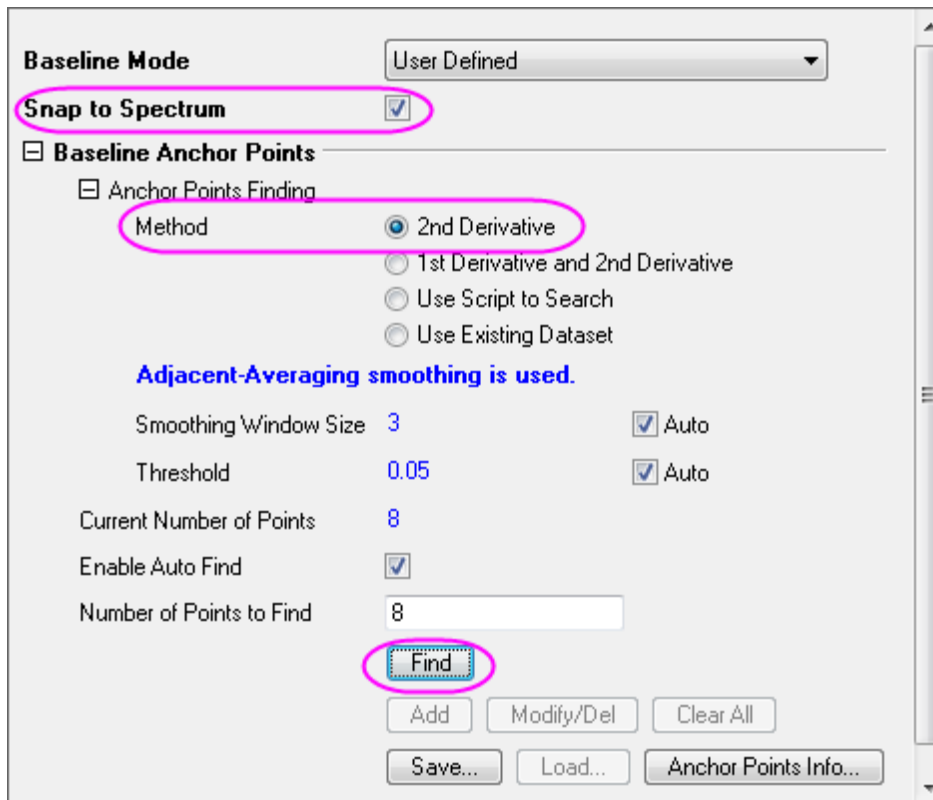 Baseline Mode User Defined
Snap to Spectrum
Baseline Anchor Points
Anchor Points Finding
Method 2nd Derivative
1st Derivative and 2nd Derivative
Use Script to Search
Use Existing Dataset
Adjacent-Averaging smoothing is used.
Smoothing Window Size 3 Auto
Threshold 0.05 Auto
Current Number of Points 8
Enable Auto Find
Number of Points to Find 8
Find
Add Modify/Del Clear All
Save... Load... Anchor Points Info...